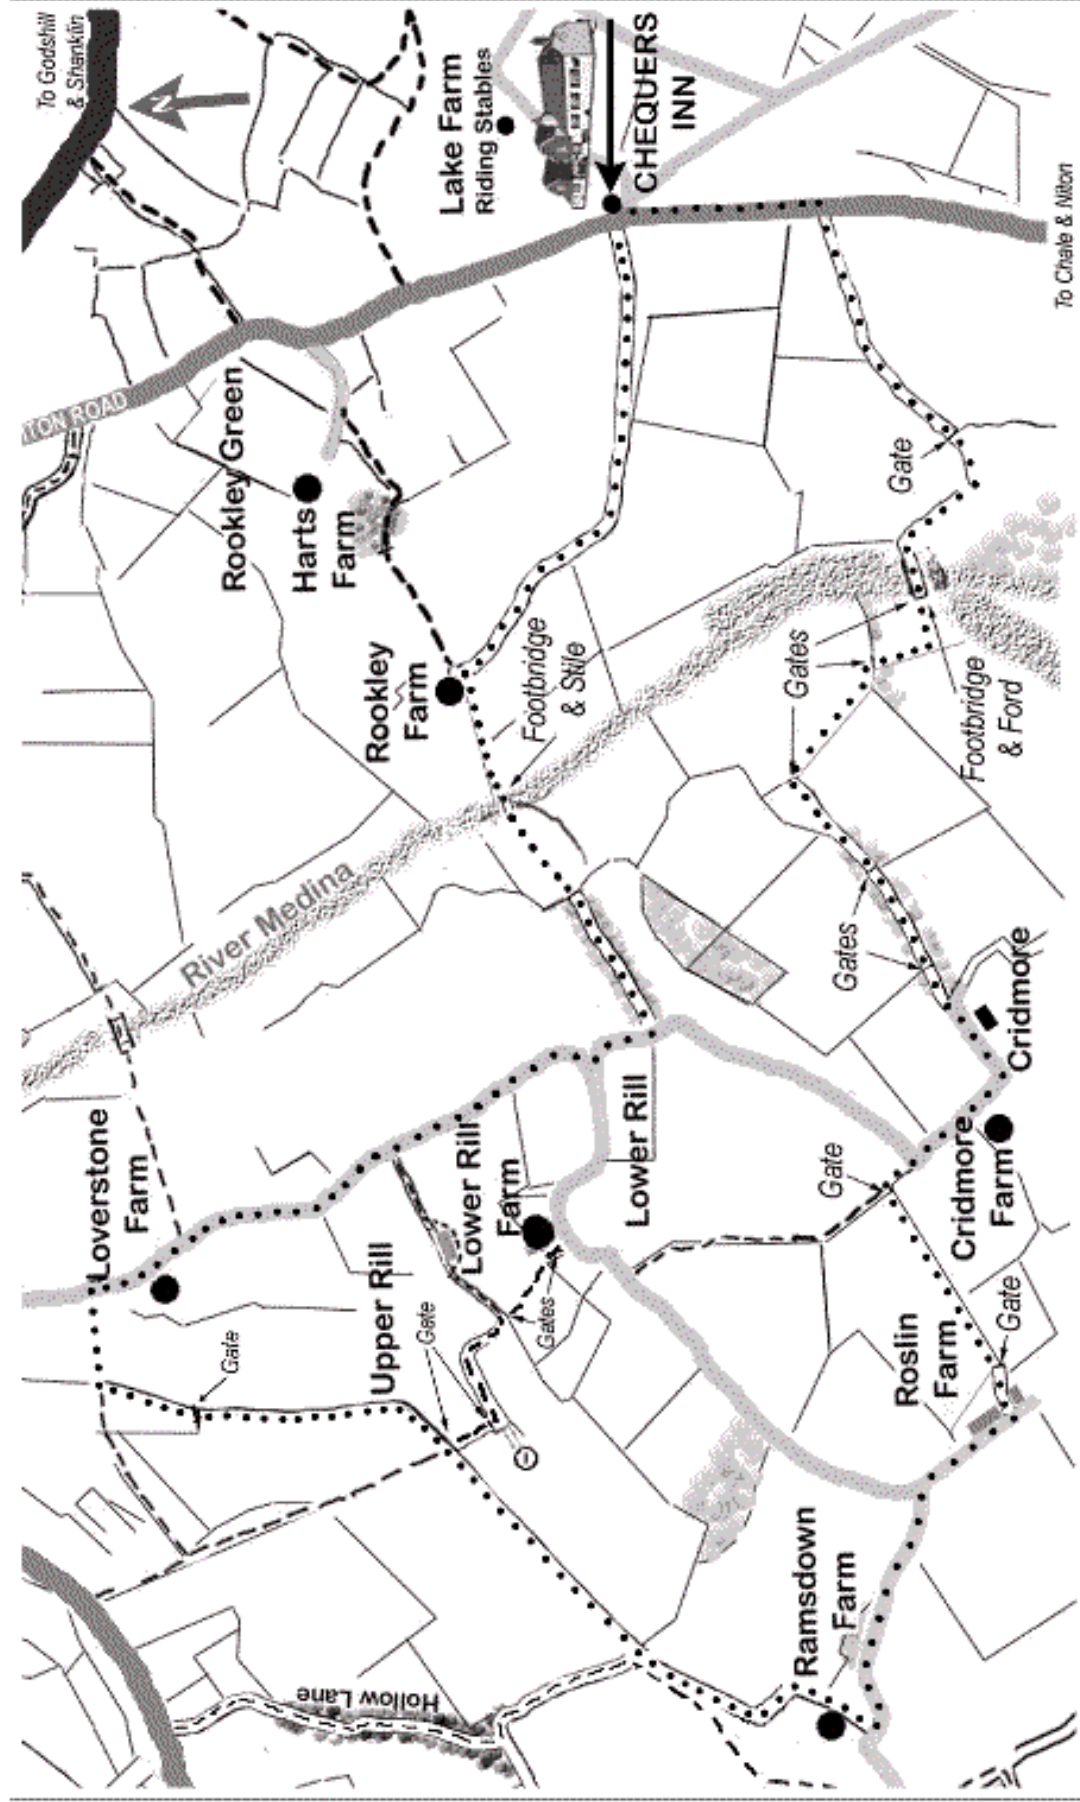 To Godshill
& Shanklin
N
Lake Farm
Riding Stables
CHEQUERS
INN
To Chale & Niton
TON ROAD
Rookley Green
Harts
Farm
Gate
Rookley
Farm
Footbridge
& Stile
Gates
Footbridge
& Ford
River Medina
Gates
Cridmore
Loverstone
Farm
Lower Rill
Farm
Lower Rill
Gate
Cridmore
Farm
Upper Rill
Gate
Gate
Gates
Roslin
Farm
Gate
Ramsdown
Farm
Hollow Lane